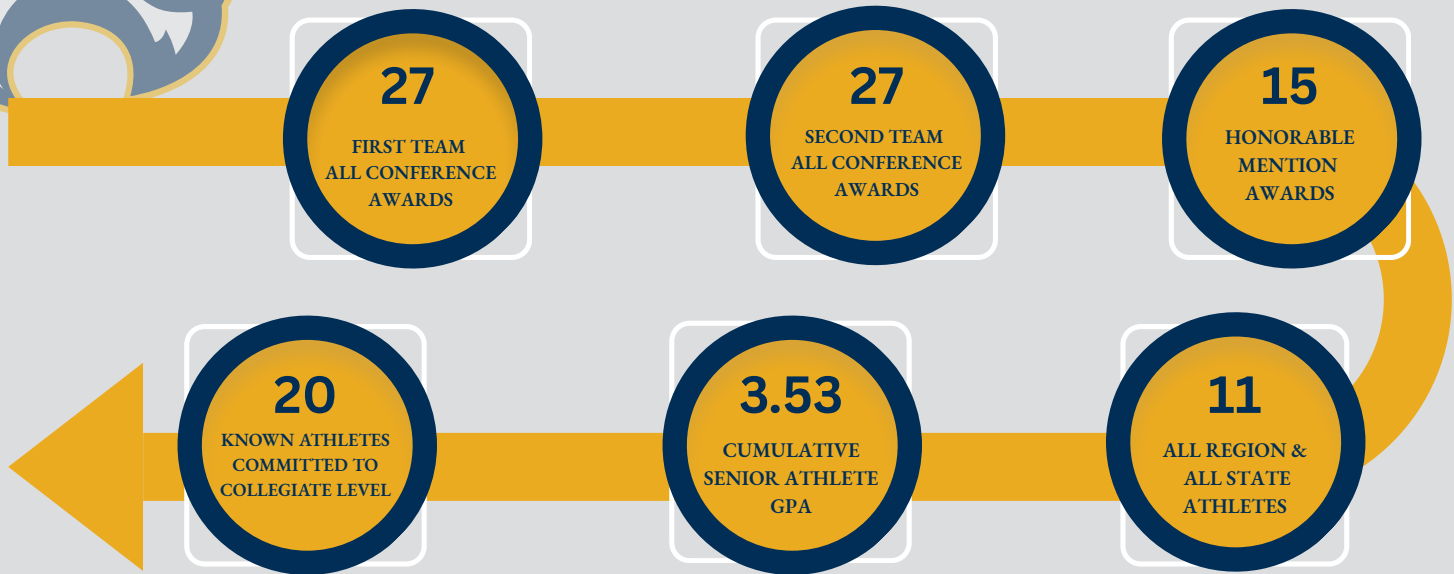 27
FIRST TEAM
ALL CONFERENCE
AWARDS
27
SECOND TEAM
ALL CONFERENCE
AWARDS
15
HONORABLE
MENTION
AWARDS
11
ALL REGION &
ALL STATE
ATHLETES
3.53
CUMULATIVE
SENIOR ATHLETE
GPA
20
KNOWN ATHLETES
COMMITTED TO
COLLEGIATE LEVEL